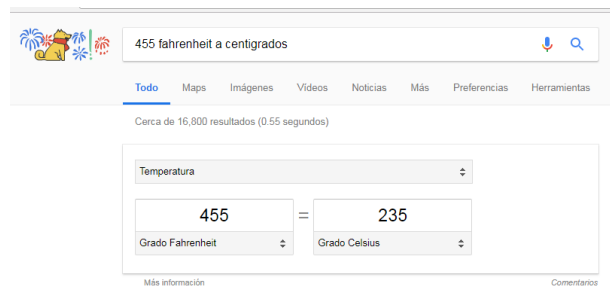 455 fahrenheit a centigrados
Todo Maps Imágenes Vídeos Noticias Más Preferencias Herramientas
Cerca de 16,800 resultados (0.55 segundos)
Temperatura
455 = 235
Grado Fahrenheit Grado Celsius
Más información Comentarios